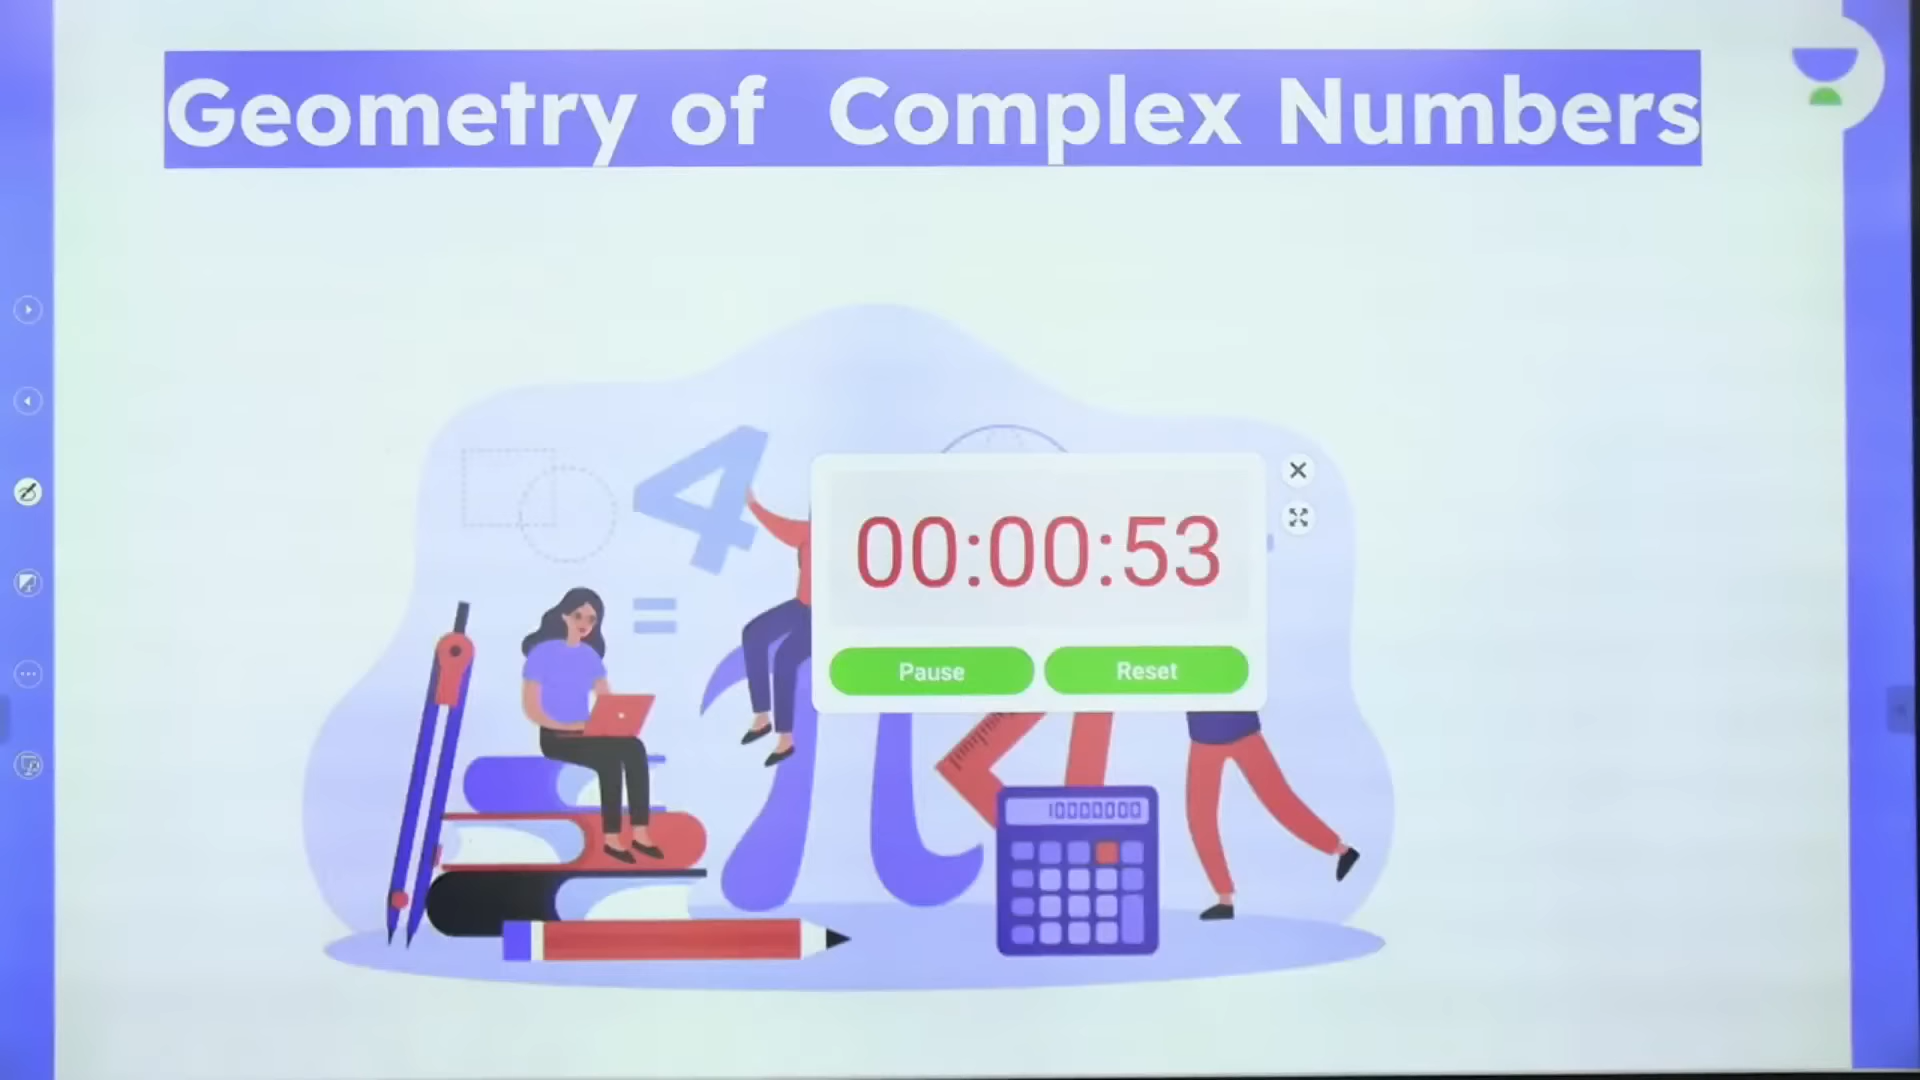 Geometry of Complex Numbers
4
=
00:00:53
Pause
Reset
10000000